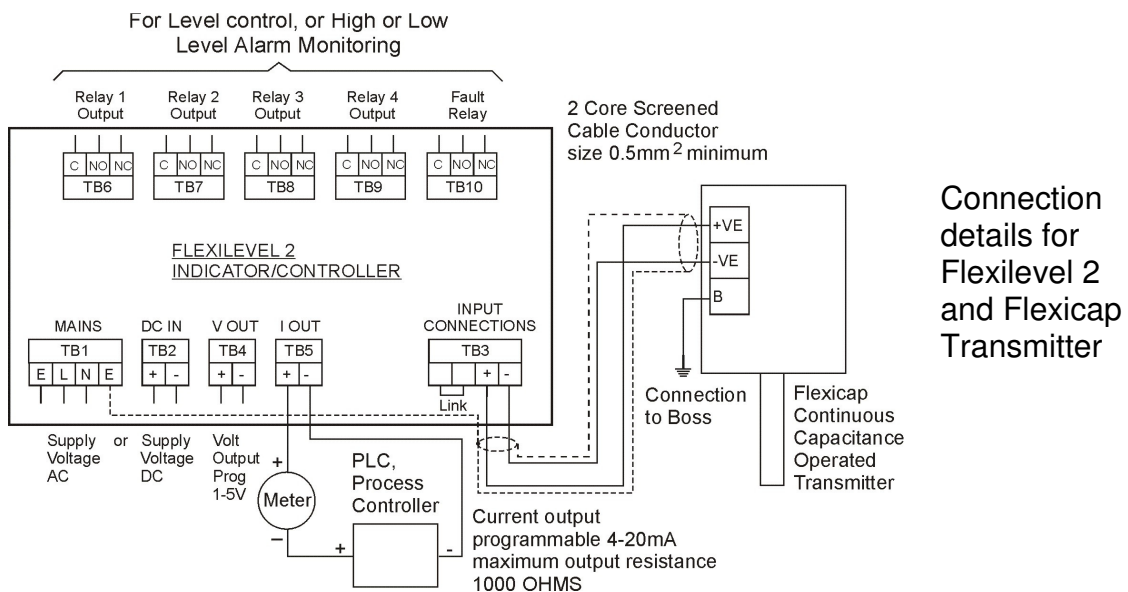 For Level control, or High or Low
Level Alarm Monitoring
Relay 1
Output
Relay 2
Output
Relay 3
Output
Relay 4
Output
Fault
Relay
C NO NC
TB6
C NO NC
TB7
C NO NC
TB8
C NO NC
TB9
C NO NC
TB10
2 Core Screened
Cable Conductor
size 0.5mm² minimum
FLEXILEVEL 2
INDICATOR/CONTROLLER
MAINS
TB1
E L N E
DC IN
TB2
+ -
V OUT
TB4
+ -
I OUT
TB5
+ -
INPUT
CONNECTIONS
TB3
+ -
Link
Supply
Voltage
AC
or
Supply
Voltage
DC
Volt
Output
Prog
1-5V
+
Meter
–
PLC,
Process
Controller
+ -
Current output
programmable 4-20mA
maximum output resistance
1000 OHMS
+VE
-VE
B
Connection
to Boss
Flexicap
Continuous
Capacitance
Operated
Transmitter
Connection
details for
Flexilevel 2
and Flexicap
Transmitter